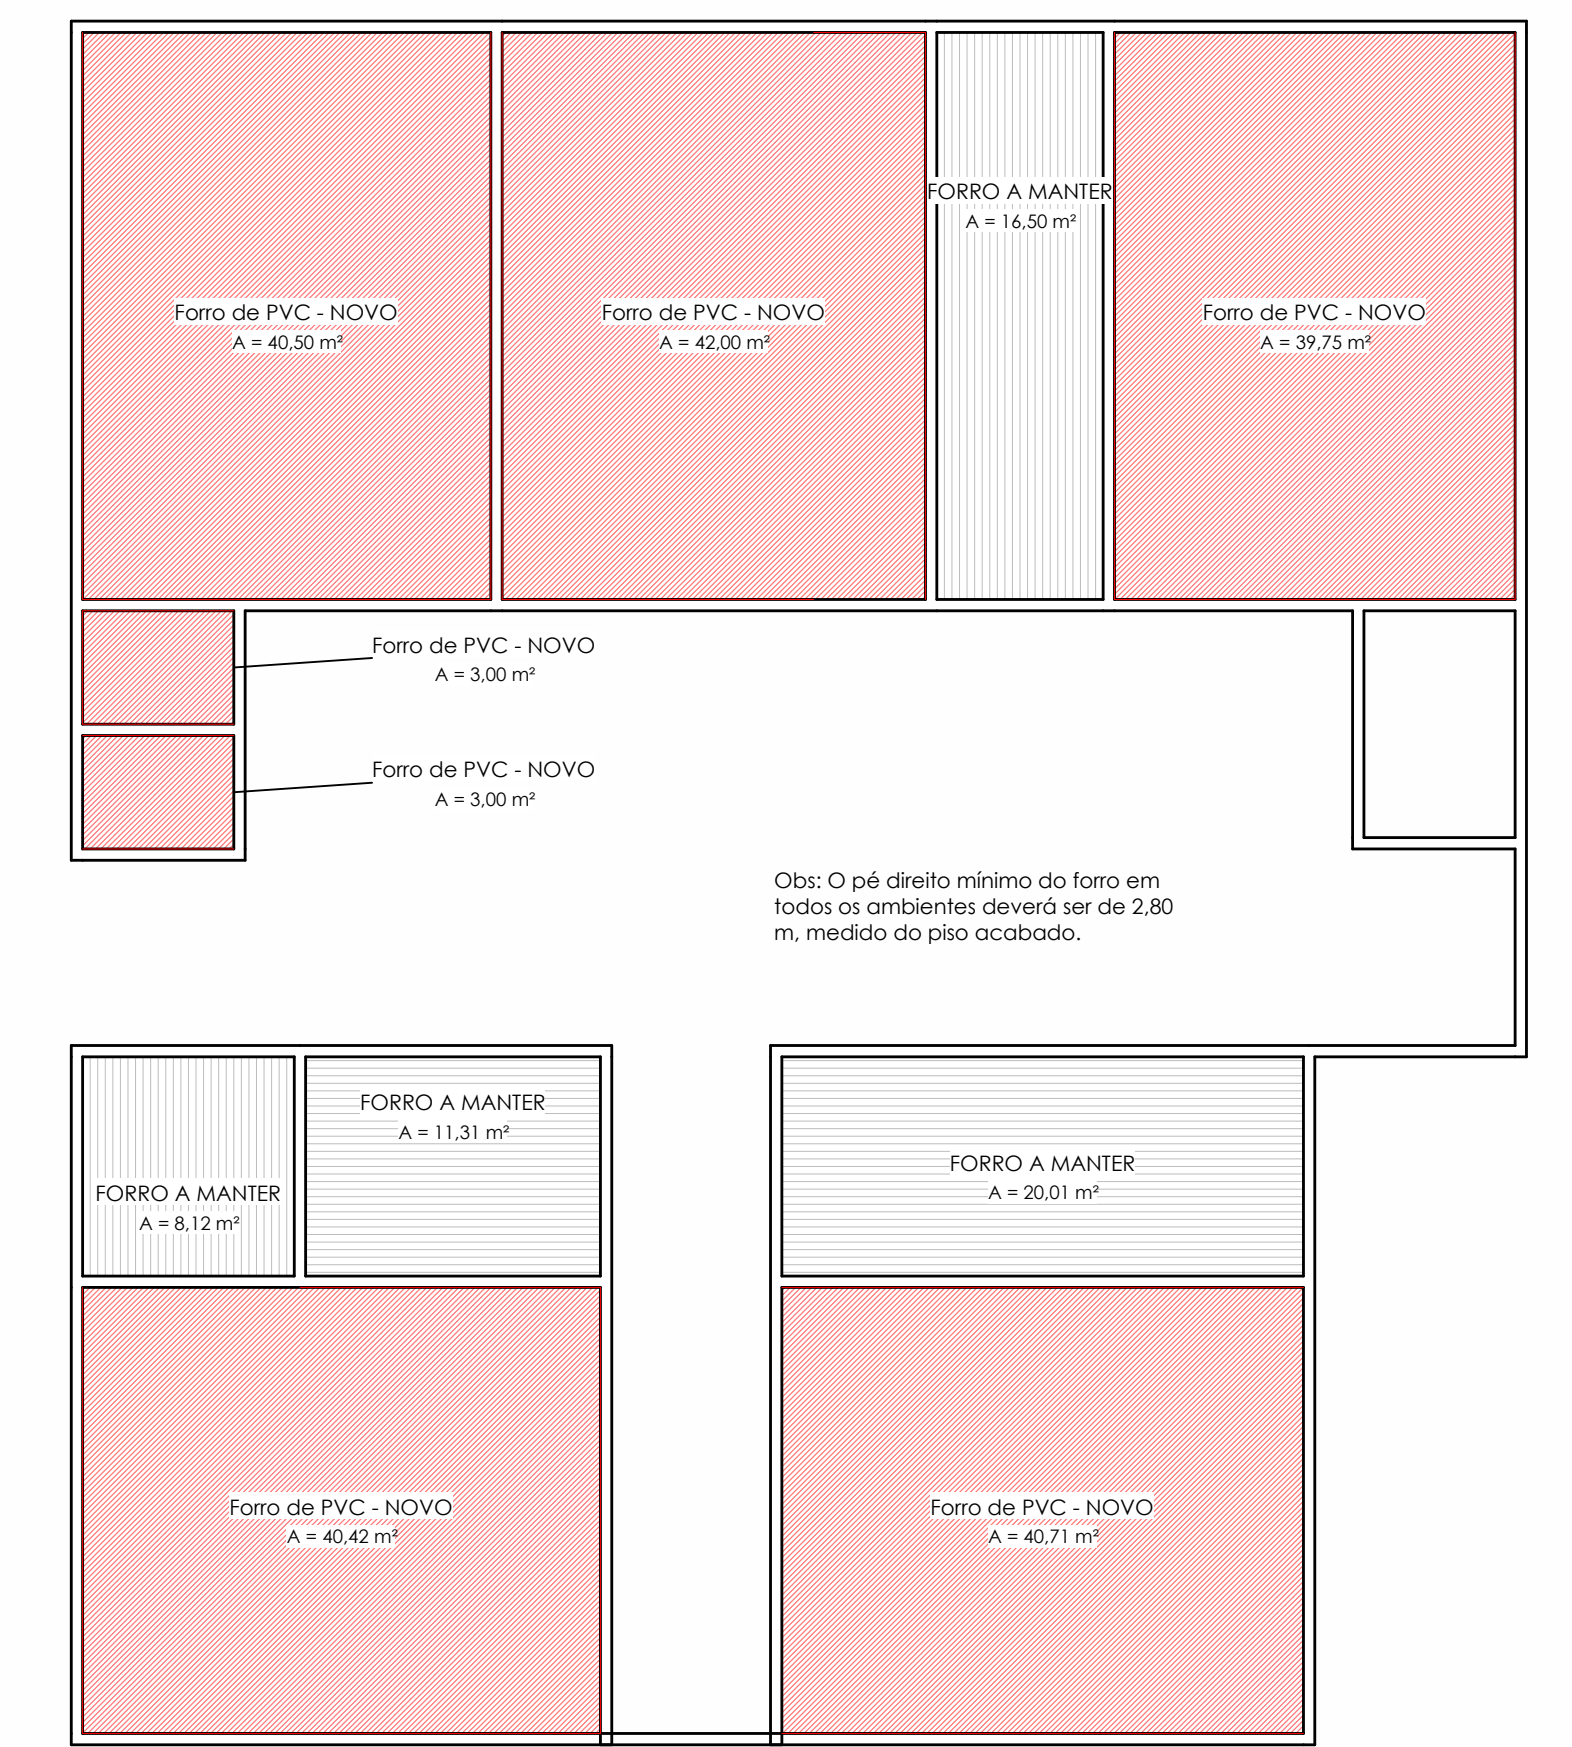 FORRO A MANTER
A = 16,50 m²
Forro de PVC - NOVO
A = 40,50 m²
Forro de PVC - NOVO
A = 42,00 m²
Forro de PVC - NOVO
A = 39,75 m²
Forro de PVC - NOVO
A = 3,00 m²
Forro de PVC - NOVO
A = 3,00 m²
Obs: O pé direito mínimo do forro em
todos os ambientes deverá ser de 2,80
m, medido do piso acabado.
FORRO A MANTER
A = 11,31 m²
FORRO A MANTER
A = 8,12 m²
FORRO A MANTER
A = 20,01 m²
Forro de PVC - NOVO
A = 40,42 m²
Forro de PVC - NOVO
A = 40,71 m²